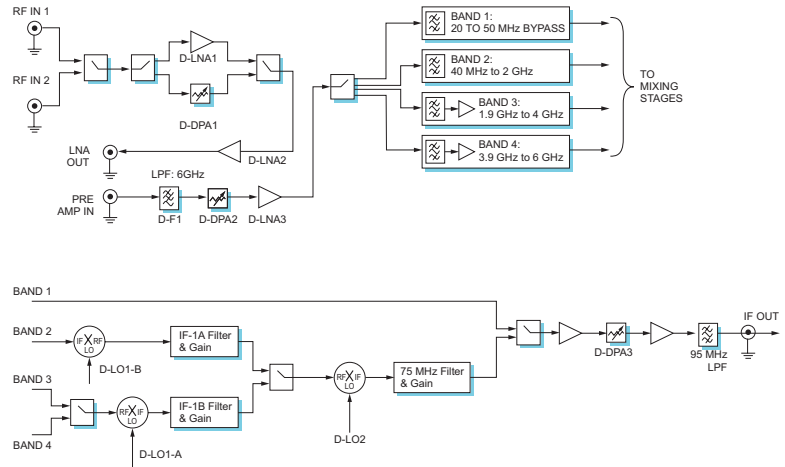 RF IN 1
D-LNA1
RF IN 2
D-DPA1
BAND 1:
20 TO 50 MHz BYPASS
BAND 2:
40 MHz to 2 GHz
BAND 3:
1.9 GHz to 4 GHz
BAND 4:
3.9 GHz to 6 GHz
TO
MIXING
STAGES
LNA
OUT
D-LNA2
LPF: 6GHz
PRE
AMP IN
D-F1
D-DPA2
D-LNA3
BAND 1
BAND 2
IF X RF
LO
D-LO1-B
IF-1A Filter
& Gain
BAND 3
BAND 4
RF X IF
LO
D-LO1-A
IF-1B Filter
& Gain
RF X IF
LO
D-LO2
75 MHz Filter
& Gain
D-DPA3
95 MHz
LPF
IF OUT